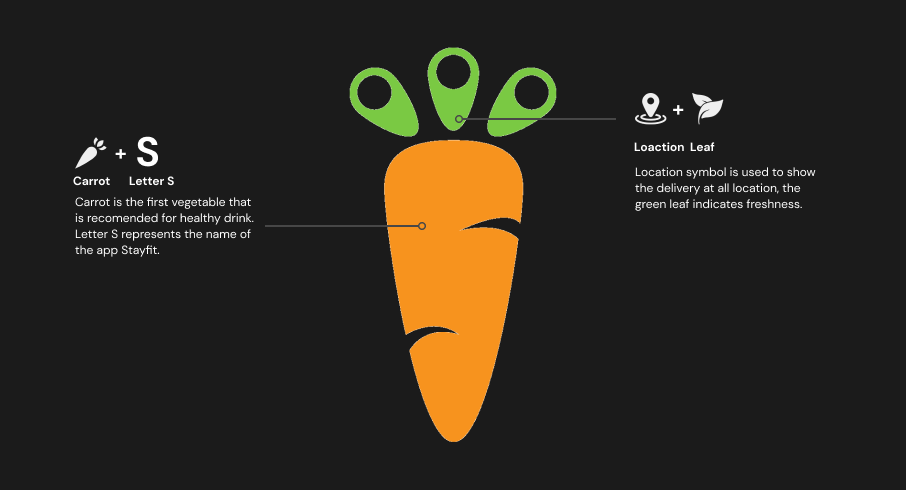 S
Carrot Letter S
Carrot is the first vegetable that
is recomended for healthy drink.
Letter S represents the name of
the app Stayfit.
Loaction Leaf
Location symbol is used to show
the delivery at all location, the
green leaf indicates freshness.